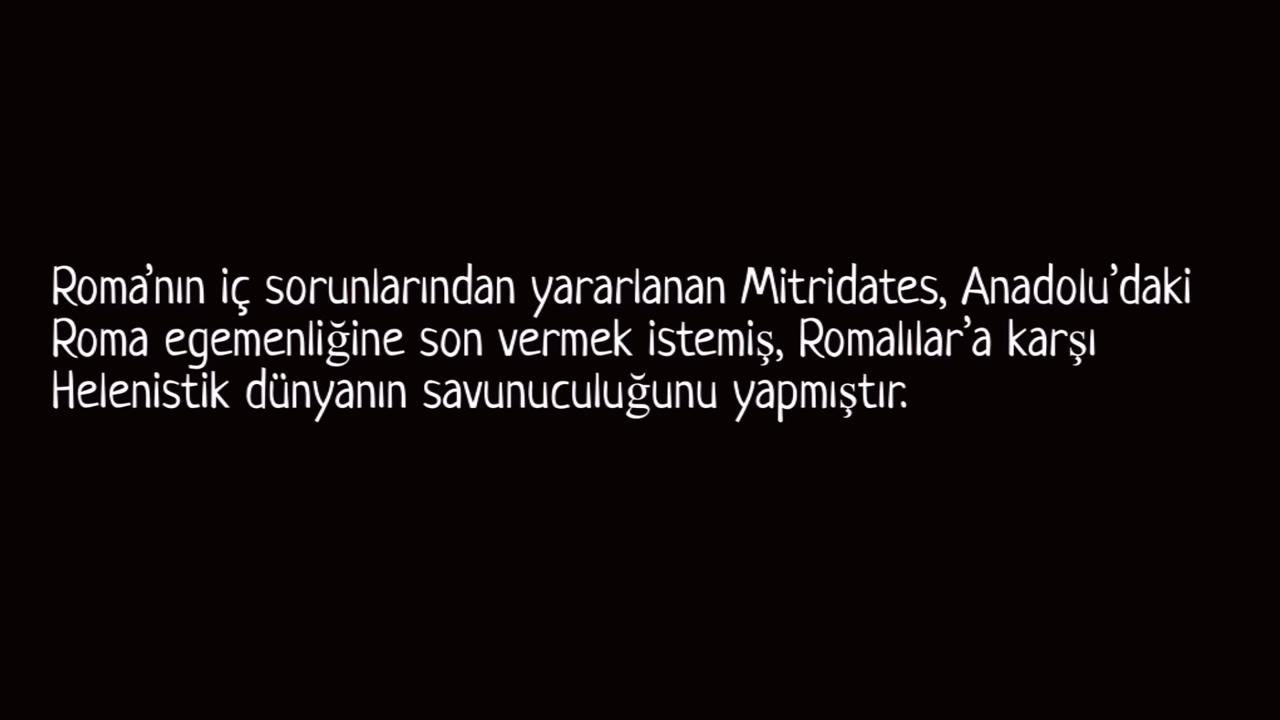 Roma’nın iç sorunlarından yararlanan Mitridates, Anadolu’daki
Roma egemenliğine son vermek istemiş, Romalılar’a karşı
Helenistik dünyanın savunuculuğunu yapmıştır.